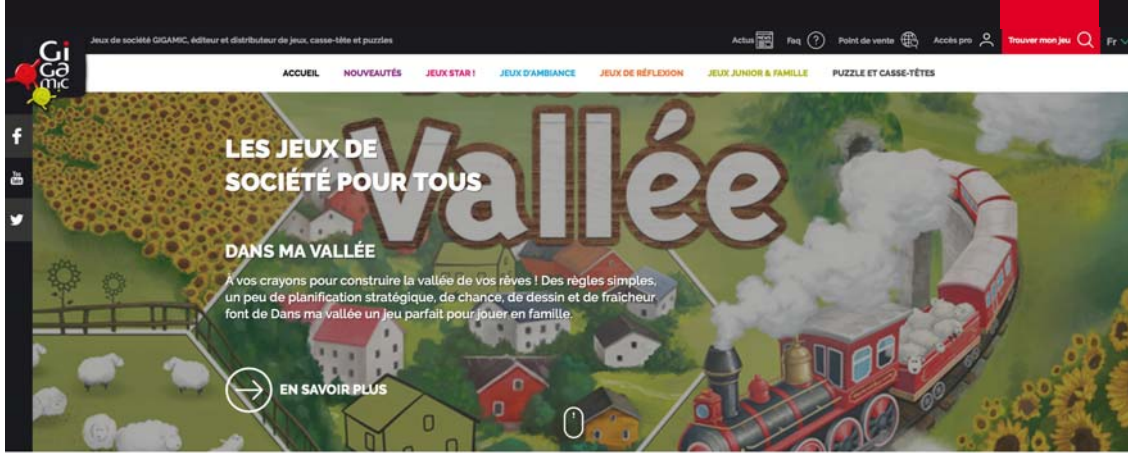 Jeux de société GIGAMIC, éditeur et distributeur de jeux, casse-tête et puzzles
Actus NEWS Faq ? Point de vente Accès pro Trouver mon jeu Fr
GiGamic
ACCUEIL NOUVEAUTÉS JEUX STAR ! JEUX D'AMBIANCE JEUX DE RÉFLEXION JEUX JUNIOR & FAMILLE PUZZLE ET CASSE-TÊTES
Vallée
LES JEUX DE
SOCIÉTÉ POUR TOUS
DANS MA VALLÉE
À vos crayons pour construire la vallée de vos rêves ! Des règles simples,
un peu de planification stratégique, de chance, de dessin et de fraîcheur
font de Dans ma vallée un jeu parfait pour jouer en famille.
EN SAVOIR PLUS